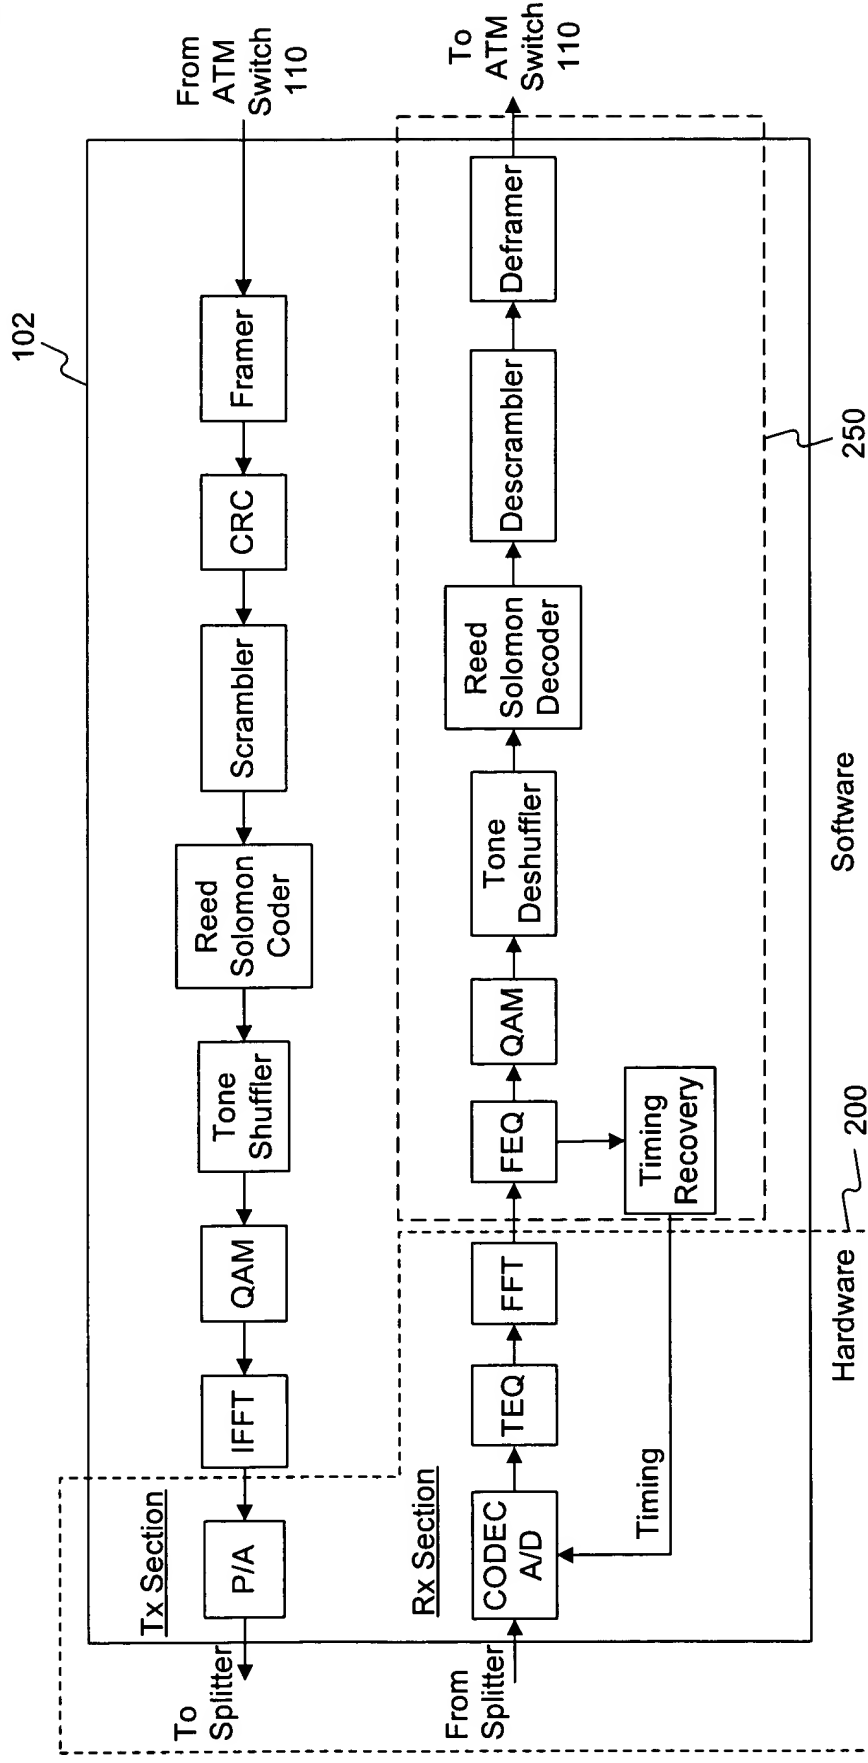 102
From
ATM
Switch
110
Framer
CRC
Scrambler
Reed
Solomon
Coder
Tone
Shuffler
QAM
IFFT
P/A
Tx Section
To
Splitter
From
Splitter
Rx Section
CODEC
A/D
TEQ
FFT
FEQ
QAM
Tone
Deshuffler
Reed
Solomon
Decoder
Descrambler
Deframer
To
ATM
Switch
110
Timing
Recovery
Timing
250
Hardware
200
Software